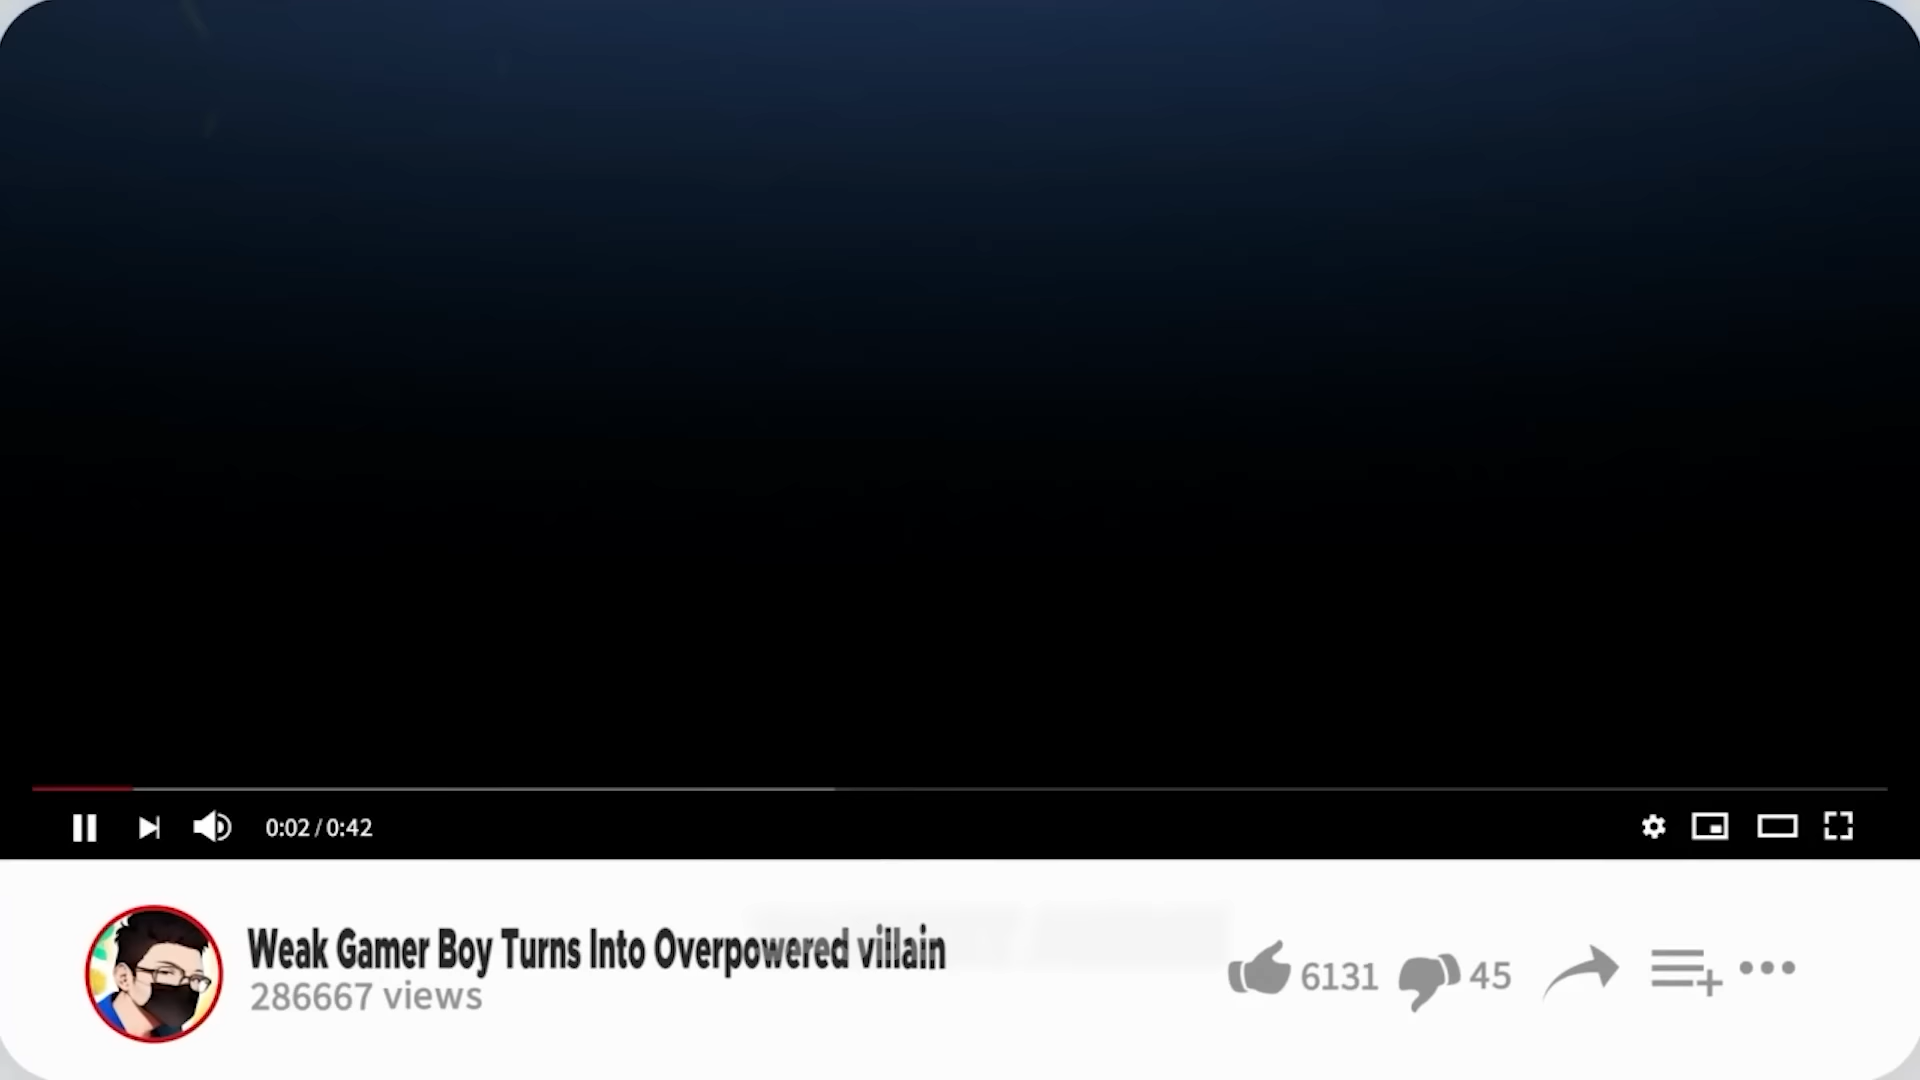 0:02 / 0:42
Weak Gamer Boy Turns Into Overpowered villain
286667 views
6131
45